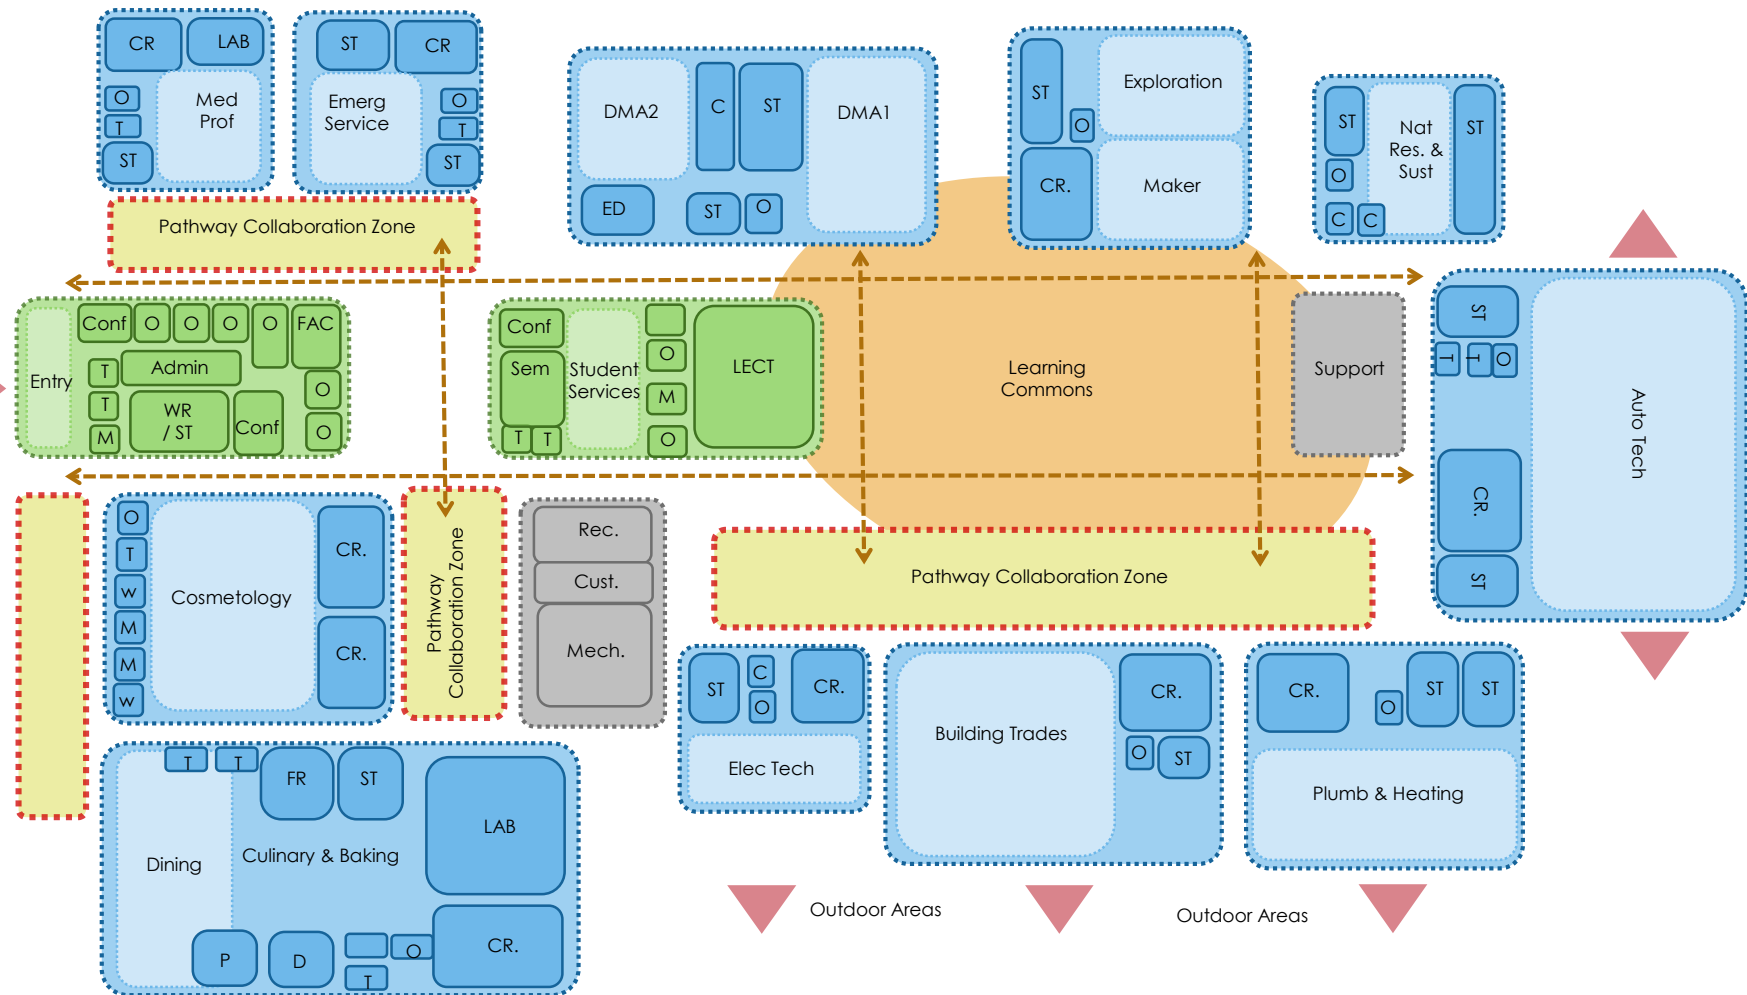 CR
LAB
O
T
ST
Med
Prof
ST
CR
Emerg
Service
O
T
ST
Pathway Collaboration Zone
DMA2
C
ST
DMA1
ED
ST
O
ST
O
CR.
Exploration
Maker
ST
O
C
C
Nat
Res. &
Sust
ST
Entry
Conf
O
O
O
O
FAC
T
Admin
T
M
WR
/ ST
Conf
O
O
Conf
Sem
T
T
Student
Services
O
M
O
LECT
Learning
Commons
Support
ST
T
T
O
CR.
ST
Auto Tech
O
T
w
M
M
w
Cosmetology
CR.
CR.
Pathway
Collaboration Zone
Rec.
Cust.
Mech.
Pathway Collaboration Zone
ST
C
O
CR.
Elec Tech
Building Trades
CR.
O
ST
CR.
O
ST
ST
Plumb & Heating
T
T
FR
ST
LAB
Dining
Culinary & Baking
P
D
O
T
CR.
Outdoor Areas
Outdoor Areas